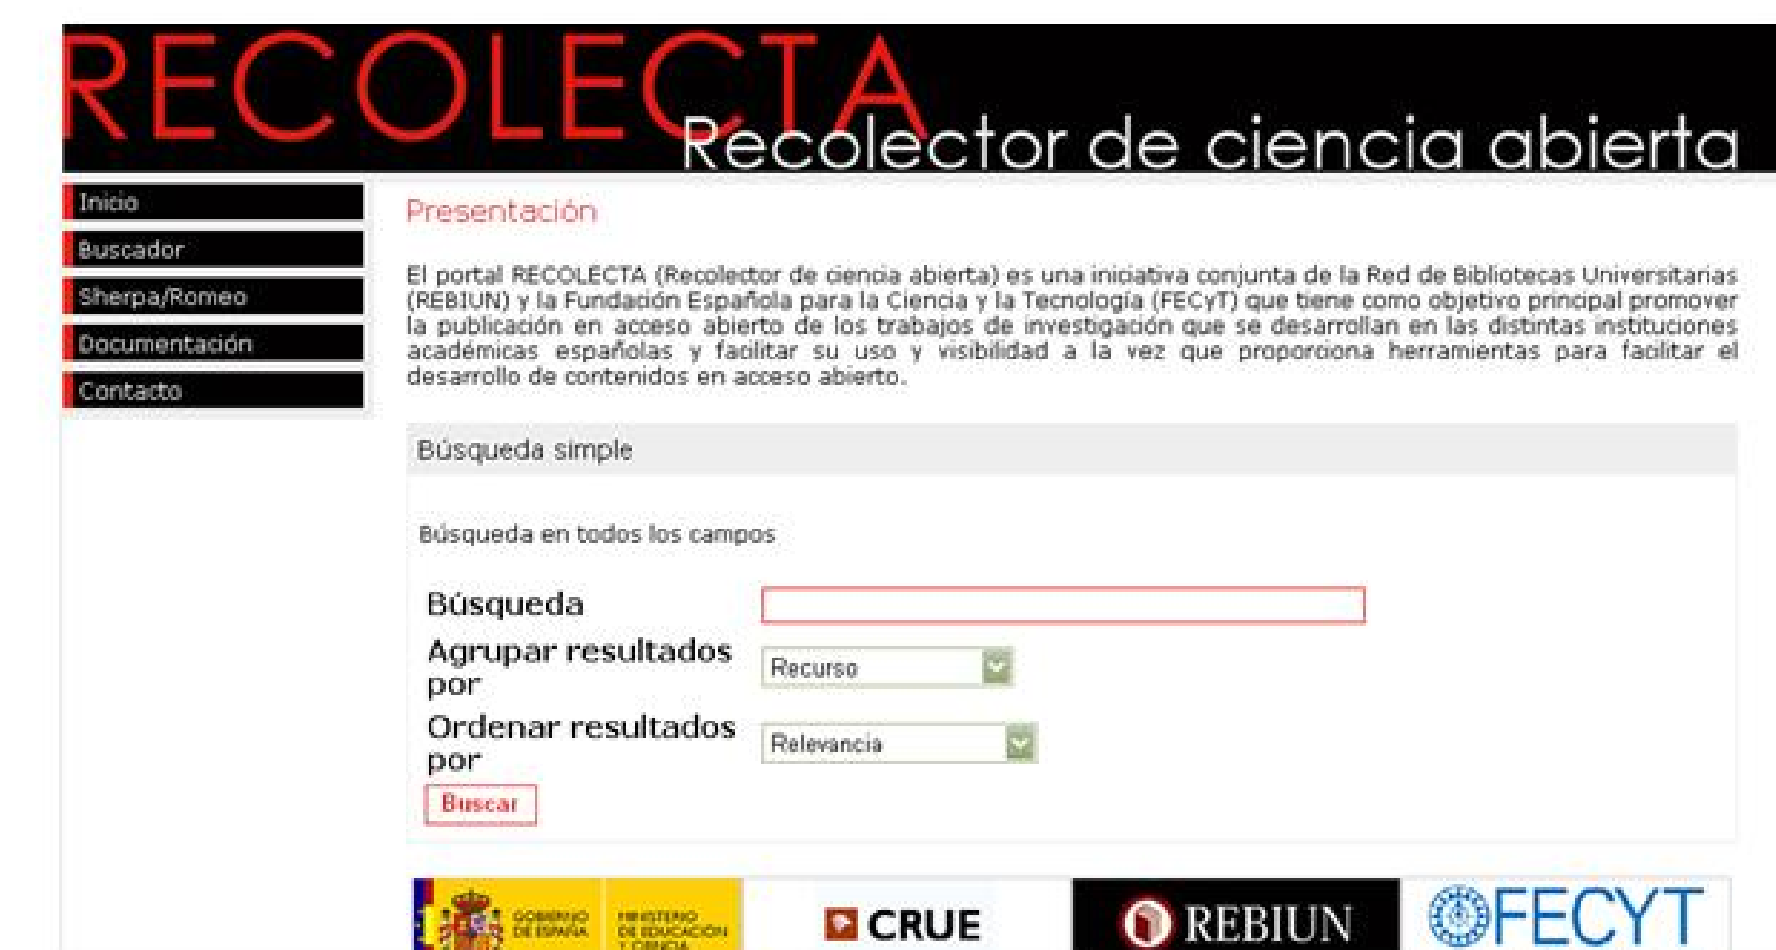 RECOLECTA
Recolector de ciencia abierta
Inicio
Buscador
Sherpa/Romeo
Documentación
Contacto
Presentación
El portal RECOLECTA (Recolector de ciencia abierta) es una iniciativa conjunta de la Red de Bibliotecas Universitarias
(REBIUN) y la Fundación Española para la Ciencia y la Tecnología (FECyT) que tiene como objetivo principal promover
la publicación en acceso abierto de los trabajos de investigación que se desarrollan en las distintas instituciones
académicas españolas y facilitar su uso y visibilidad a la vez que proporciona herramientas para facilitar el
desarrollo de contenidos en acceso abierto.
Búsqueda simple
Búsqueda en todos los campos
Búsqueda
Agrupar resultados
por
Recurso
Ordenar resultados
por
Relevancia
Buscar
GOBIERNO
DE ESPAÑA
MINISTERIO
DE EDUCACIÓN
Y CIENCIA
CRUE
REBIUN
FECYT